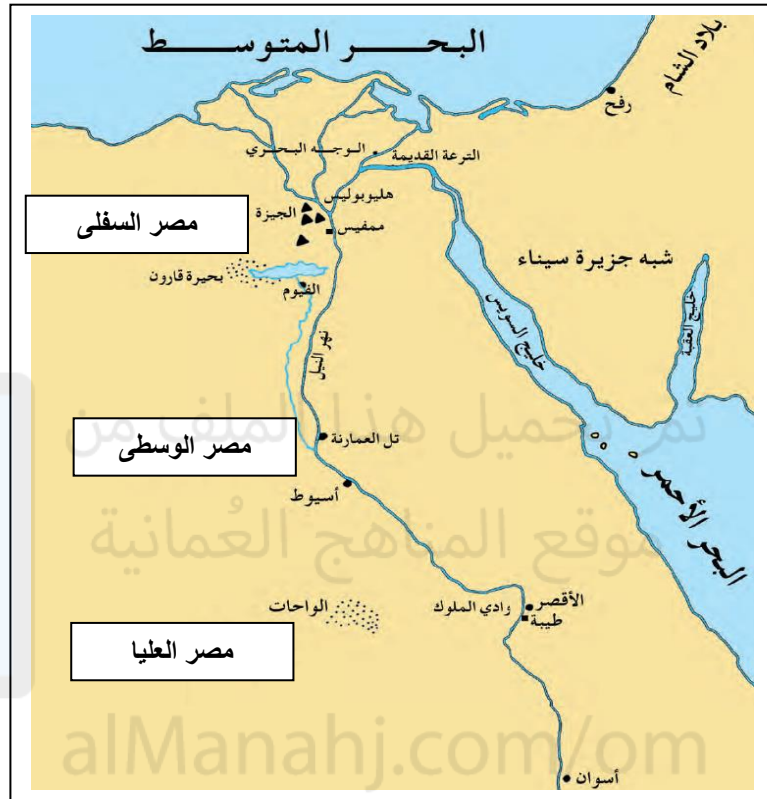 البحر المتوسط
بلاد الشام
رفح
الوجه البحري
الترعة القديمة
هليوبوليس
الجيزة
مصر السفلى
ممفيس
شبه جزيرة سيناء
بحيرة قارون
الفيوم
خليج السويس
خليج العقبة
نهر النيل
تم تحميل هذا الملف من
مصر الوسطى
تل العمارنة
أسيوط
البحر الأحمر
موقع المناهج العُمانية
الواحات
وادي الملوك
الأقصر
طيبة
مصر العليا
alManahj.com/om
أسوان